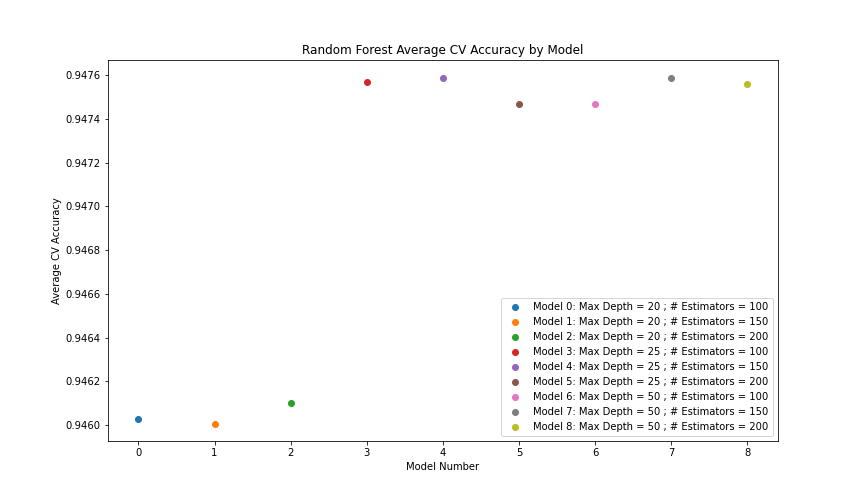 Random Forest Average CV Accuracy by Model
Average CV Accuracy
0.9476
0.9474
0.9472
0.9470
0.9468
0.9466
0.9464
0.9462
0.9460
Model 0: Max Depth = 20 ; # Estimators = 100
Model 1: Max Depth = 20 ; # Estimators = 150
Model 2: Max Depth = 20 ; # Estimators = 200
Model 3: Max Depth = 25 ; # Estimators = 100
Model 4: Max Depth = 25 ; # Estimators = 150
Model 5: Max Depth = 25 ; # Estimators = 200
Model 6: Max Depth = 50 ; # Estimators = 100
Model 7: Max Depth = 50 ; # Estimators = 150
Model 8: Max Depth = 50 ; # Estimators = 200
0 1 2 3 4 5 6 7 8
Model Number